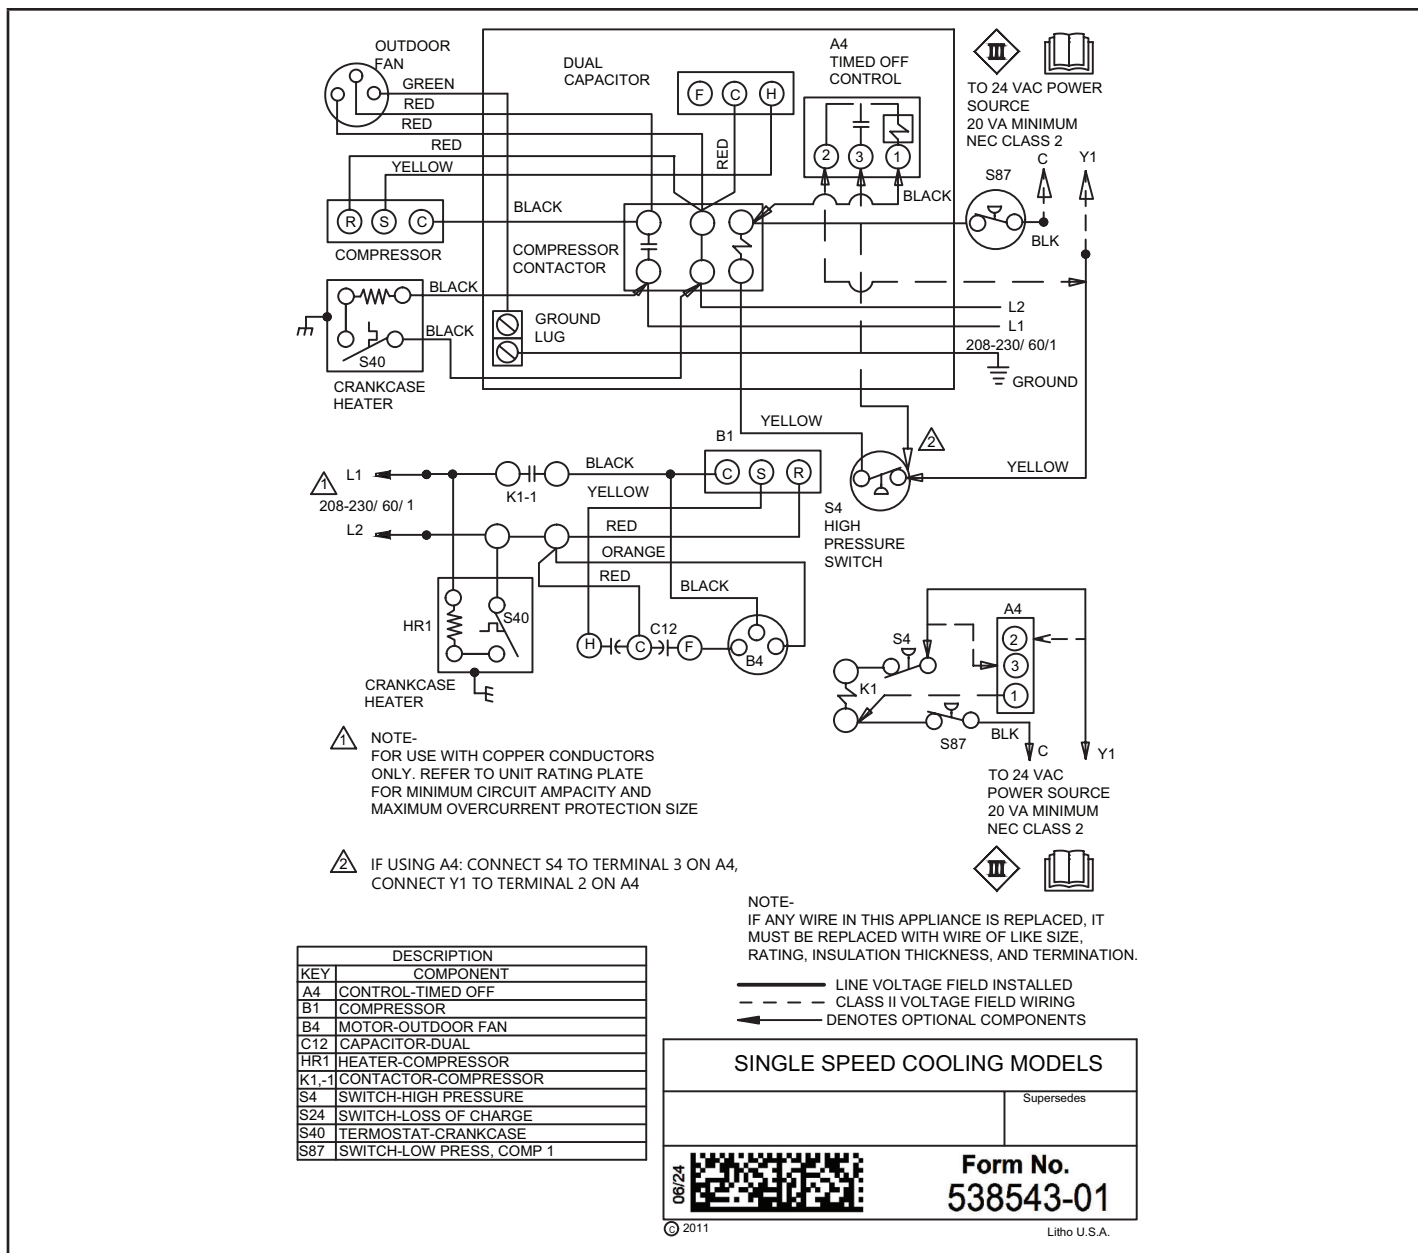 OUTDOOR
FAN
GREEN
RED
RED
RED
YELLOW
DUAL
CAPACITOR
F C H
RED
A4
TIMED OFF
CONTROL
2 3 1
BLACK
III
TO 24 VAC POWER
SOURCE
20 VA MINIMUM
NEC CLASS 2
C Y1
S87
BLK
R S C
COMPRESSOR
BLACK
COMPRESSOR
CONTACTOR
BLACK
BLACK
S40
CRANKCASE
HEATER
GROUND
LUG
L2
L1
208-230/ 60/1
GROUND
YELLOW
2
YELLOW
S4
HIGH
PRESSURE
SWITCH
B1
C S R
1
L1
208-230/ 60/ 1
L2
K1-1
BLACK
YELLOW
RED
ORANGE
RED
BLACK
HR1
S40
CRANKCASE
HEATER
H C C12 F
B4
A4
2
3
1
S4
K1
S87
BLK
C
Y1
TO 24 VAC
POWER SOURCE
20 VA MINIMUM
NEC CLASS 2
III
1 NOTE-
FOR USE WITH COPPER CONDUCTORS
ONLY. REFER TO UNIT RATING PLATE
FOR MINIMUM CIRCUIT AMPACITY AND
MAXIMUM OVERCURRENT PROTECTION SIZE
2 IF USING A4: CONNECT S4 TO TERMINAL 3 ON A4,
CONNECT Y1 TO TERMINAL 2 ON A4
NOTE-
IF ANY WIRE IN THIS APPLIANCE IS REPLACED, IT
MUST BE REPLACED WITH WIRE OF LIKE SIZE,
RATING, INSULATION THICKNESS, AND TERMINATION.
LINE VOLTAGE FIELD INSTALLED
CLASS II VOLTAGE FIELD WIRING
DENOTES OPTIONAL COMPONENTS
DESCRIPTION
KEY COMPONENT
A4 CONTROL-TIMED OFF
B1 COMPRESSOR
B4 MOTOR-OUTDOOR FAN
C12 CAPACITOR-DUAL
HR1 HEATER-COMPRESSOR
K1,-1 CONTACTOR-COMPRESSOR
S4 SWITCH-HIGH PRESSURE
S24 SWITCH-LOSS OF CHARGE
S40 TERMOSTAT-CRANKCASE
S87 SWITCH-LOW PRESS, COMP 1
SINGLE SPEED COOLING MODELS
Supersedes
06/24
Form No.
538543-01
© 2011
Litho U.S.A.